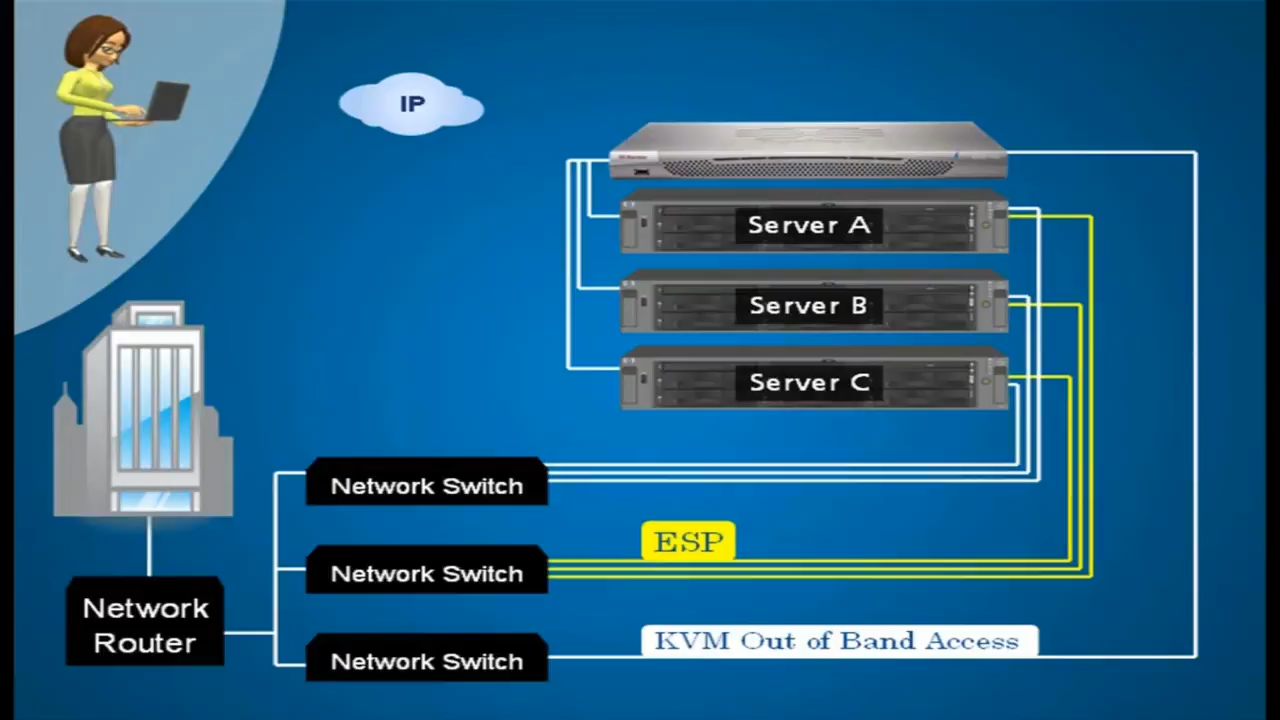 IP
Server A
Server B
Server C
Network Switch
ESP
Network Switch
Network
Router
KVM Out of Band Access
Network Switch